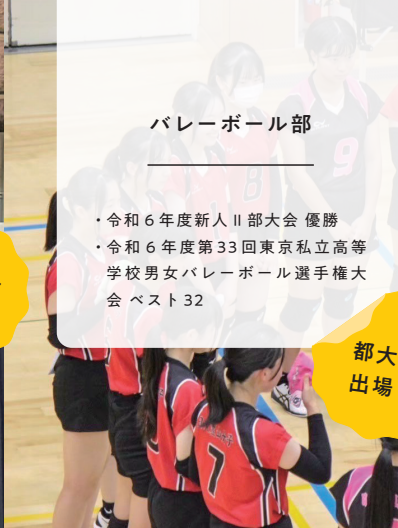 バレーボール部
・令和６年度新人Ⅱ部大会 優勝
・令和６年度第33回東京私立高等
学校男女バレーボール選手権大
会 ベスト32
都大
出場
9
8
7